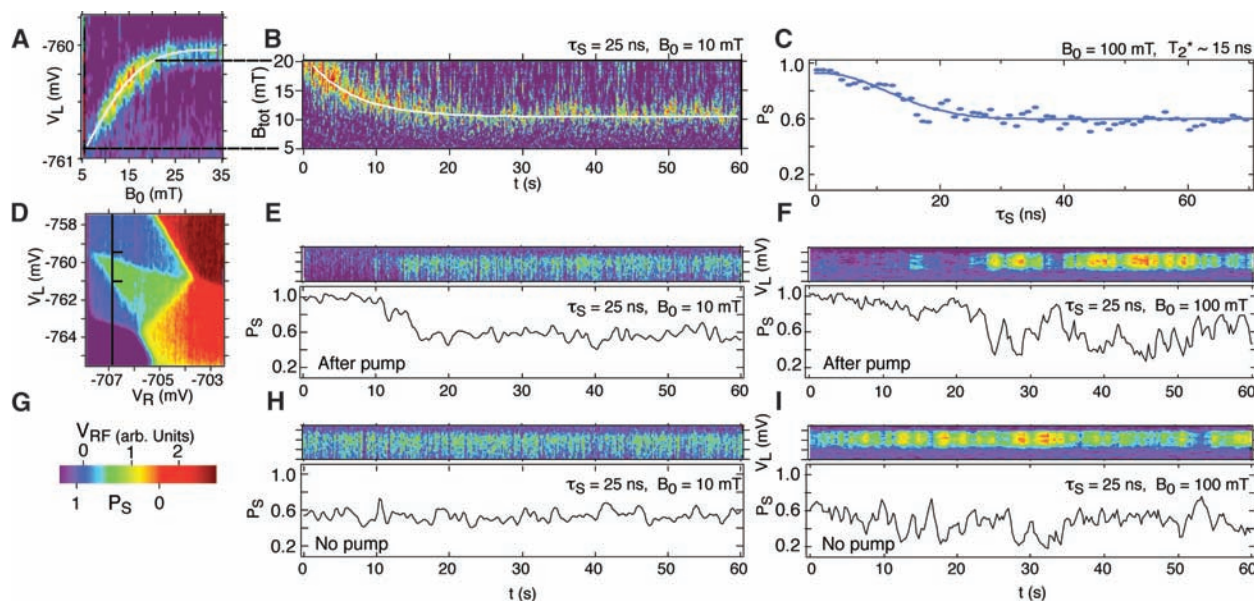 A
V_L (mV)
-760
-761
5 15 25 35
B_0 (mT)
B
τ_S = 25 ns, B_0 = 10 mT
B_tot (mT)
20
15
10
5
0 10 20 30 40 50 60
t (s)
C
B_0 = 100 mT, T_2* ~ 15 ns
P_S
1.0
0.6
0.2
0 20 40 60
τ_S (ns)
D
V_L (mV)
-758
-760
-762
-764
-707 -705 -703
V_R (mV)
E
P_S
1.0
0.6
0.2
τ_S = 25 ns, B_0 = 10 mT
After pump
0 10 20 30 40 50 60
F
V_L (mV)
P_S
1.0
0.6
0.2
τ_S = 25 ns, B_0 = 100 mT
After pump
0 10 20 30 40 50 60
G
V_RF (arb. Units)
0 1 2
1 P_S 0
H
P_S
1.0
0.6
0.2
τ_S = 25 ns, B_0 = 10 mT
No pump
0 10 20 30 40 50 60
t (s)
I
V_L (mV)
P_S
1.0
0.6
0.2
τ_S = 25 ns, B_0 = 100 mT
No pump
0 10 20 30 40 50 60
t (s)